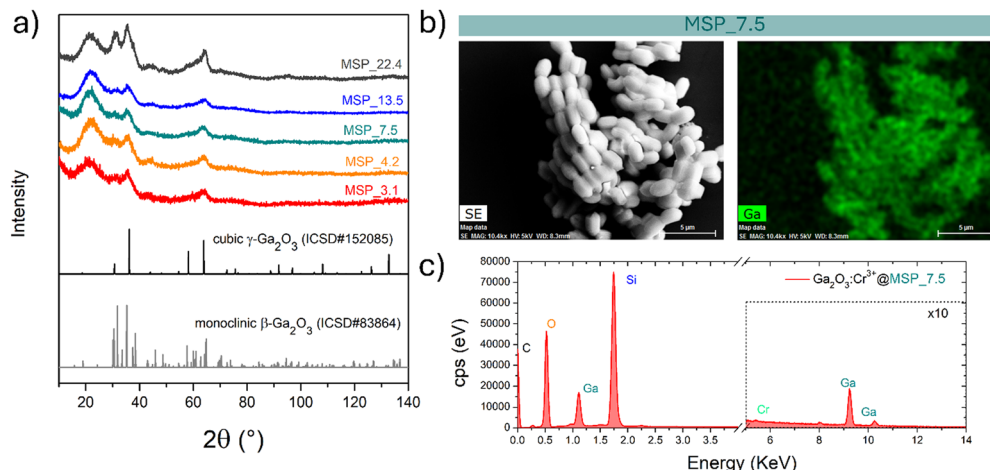 a)
MSP_22.4
MSP_13.5
MSP_7.5
MSP_4.2
MSP_3.1
cubic γ-Ga₂O₃ (ICSD#152085)
monoclinic β-Ga₂O₃ (ICSD#83864)
Intensity
20 40 60 80 100 120 140
2θ (°)
b)
MSP_7.5
SE
Map data
SE MAG: 10.4kx HV: 5kV WD: 8.3mm
5 µm
Ga
Map data
SE MAG: 10.4kx HV: 5kV WD: 8.3mm
5 µm
c)
80000
70000
60000
50000
40000
30000
20000
10000
0
cps (eV)
C
O
Ga
Si
Ga₂O₃:Cr³⁺@MSP_7.5
x10
Cr
Ga
Ga
0.0 0.5 1.0 1.5 2.0 2.5 3.0 3.5 6 8 10 12 14
Energy (KeV)